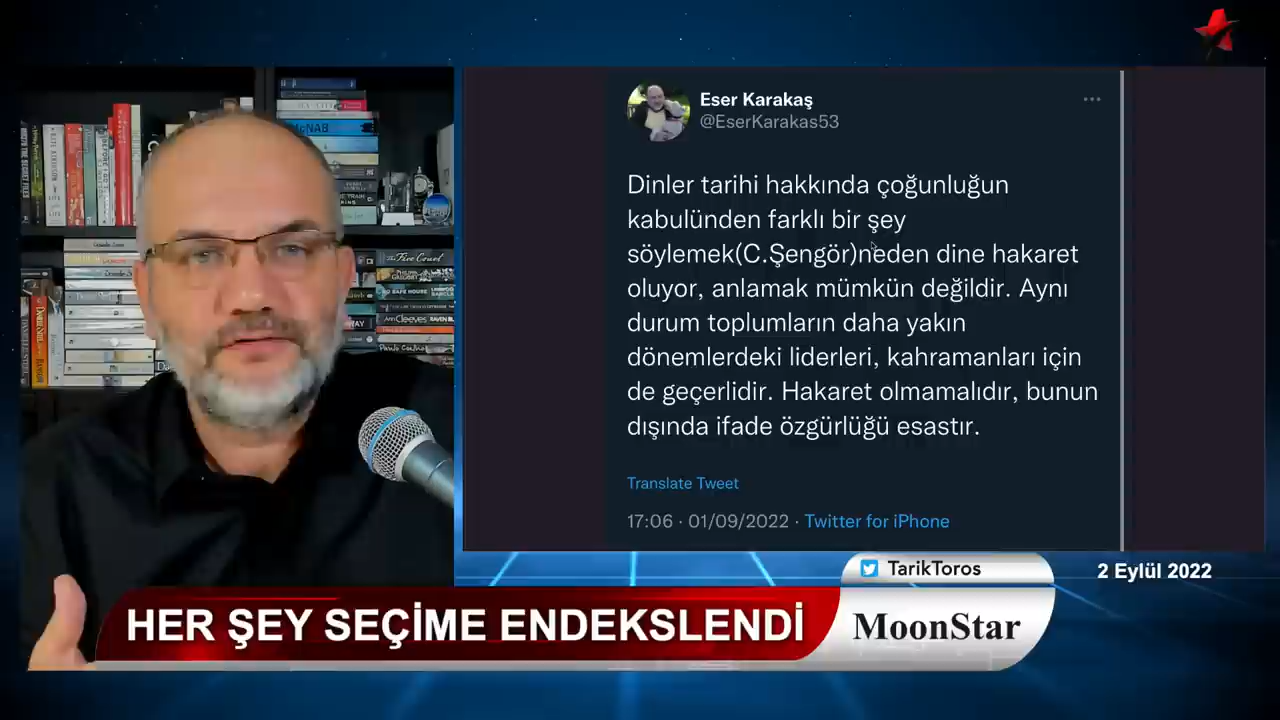 Eser Karakaş
@EserKarakas53
Dinler tarihi hakkında çoğunluğun
kabulünden farklı bir şey
söylemek(C.Şengör)neden dine hakaret
oluyor, anlamak mümkün değildir. Aynı
durum toplumların daha yakın
dönemlerdeki liderleri, kahramanları için
de geçerlidir. Hakaret olmamalıdır, bunun
dışında ifade özgürlüğü esastır.
Translate Tweet
17:06 · 01/09/2022 · Twitter for iPhone
TarikToros
2 Eylül 2022
HER ŞEY SEÇİME ENDEKSLENDİ
MoonStar